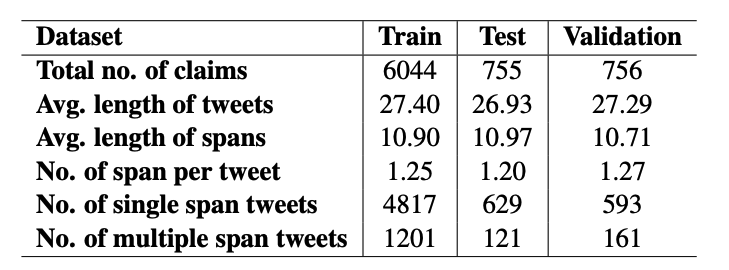 Dataset Train Test Validation
Total no. of claims 6044 755 756
Avg. length of tweets 27.40 26.93 27.29
Avg. length of spans 10.90 10.97 10.71
No. of span per tweet 1.25 1.20 1.27
No. of single span tweets 4817 629 593
No. of multiple span tweets 1201 121 161